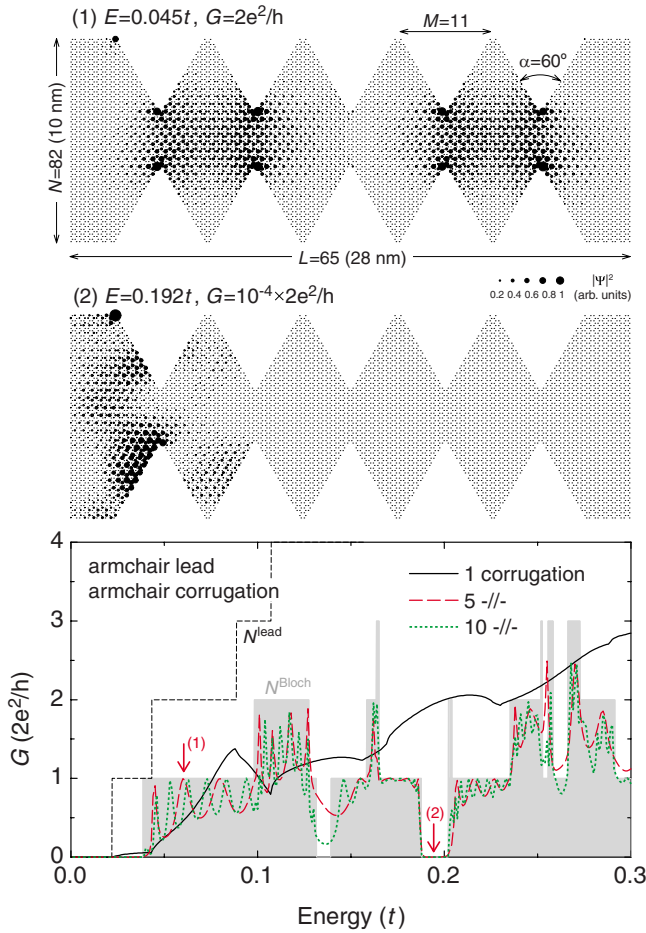 (1) E=0.045t, G=2e²/h
M=11
α=60º
N=82 (10 nm)
L=65 (28 nm)
(2) E=0.192t, G=10⁻⁴×2e²/h
|Ψ|²
0.2 0.4 0.6 0.8 1 (arb. units)
4
armchair lead
armchair corrugation
1 corrugation
5 -//-
10 -//-
3
N^lead
N^Bloch
2
(1)
1
(2)
0
G (2e²/h)
0.0 0.1 0.2 0.3
Energy (t)